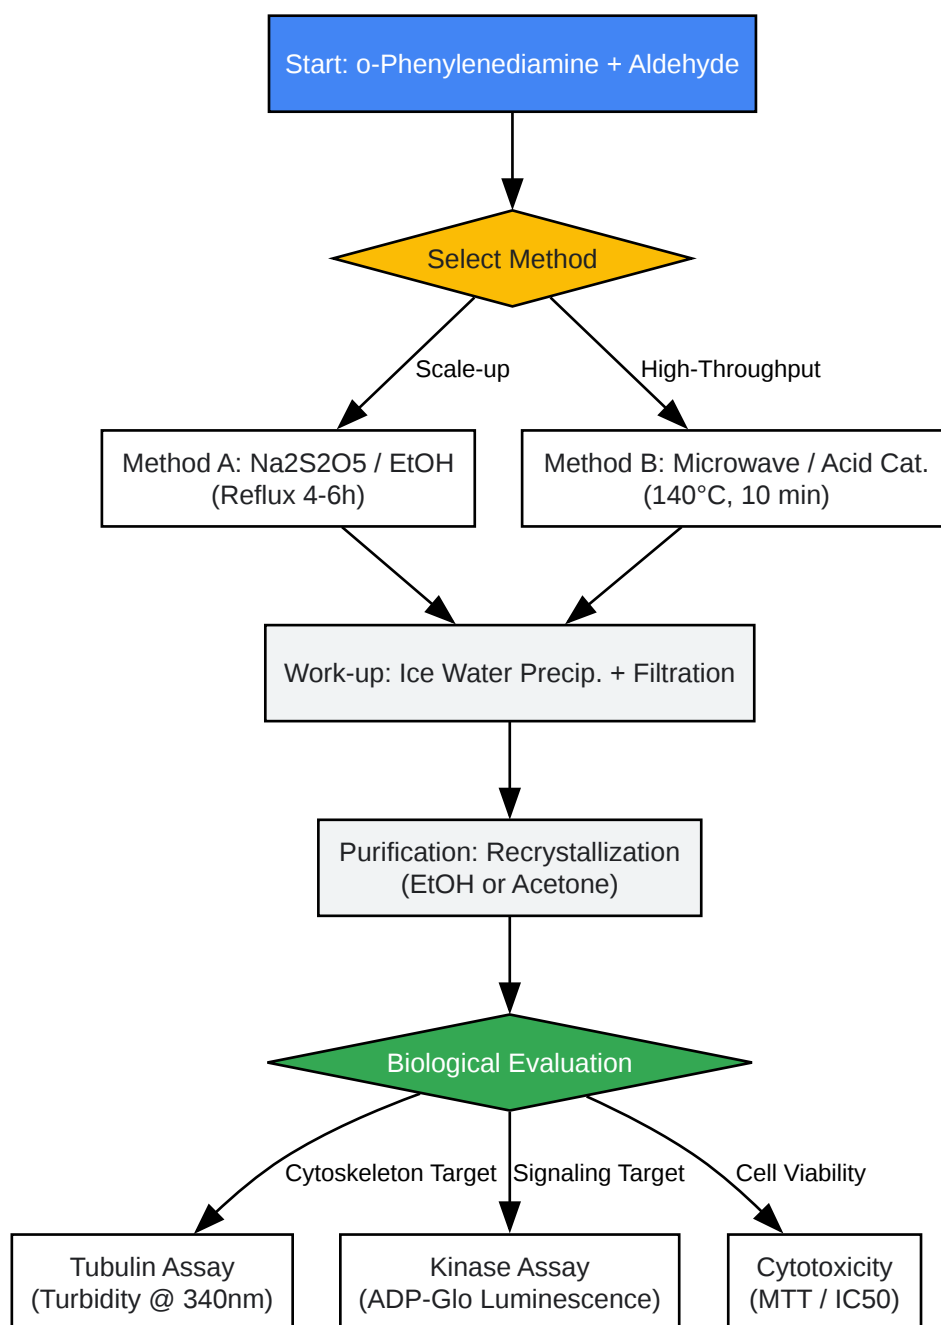 Start: o-Phenylenediamine + Aldehyde
Select Method
Scale-up
High-Throughput
Method A: Na2S2O5 / EtOH
(Reflux 4-6h)
Method B: Microwave / Acid Cat.
(140°C, 10 min)
Work-up: Ice Water Precip. + Filtration
Purification: Recrystallization
(EtOH or Acetone)
Biological Evaluation
Cytoskeleton Target
Signaling Target
Cell Viability
Tubulin Assay
(Turbidity @ 340nm)
Kinase Assay
(ADP-Glo Luminescence)
Cytotoxicity
(MTT / IC50)